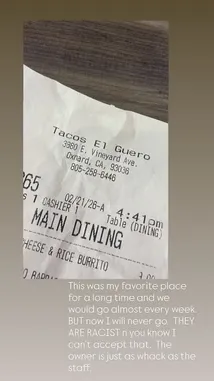 Tacos El Guero
3980 E. Vineyard Ave.
Oxnard, CA, 93036
805-258-6446
365
02/21/26-A 4:41pm
s 1 CASHIER 1 Table (DINING)
MAIN DINING
HEESE & RICE BURRITO
This was my favorite place
for a long time and we
would go almost every week
BUT now I will never go. THEY
ARE RACIST n you know I
can't accept that. The
owner is just as whack as the
staff.